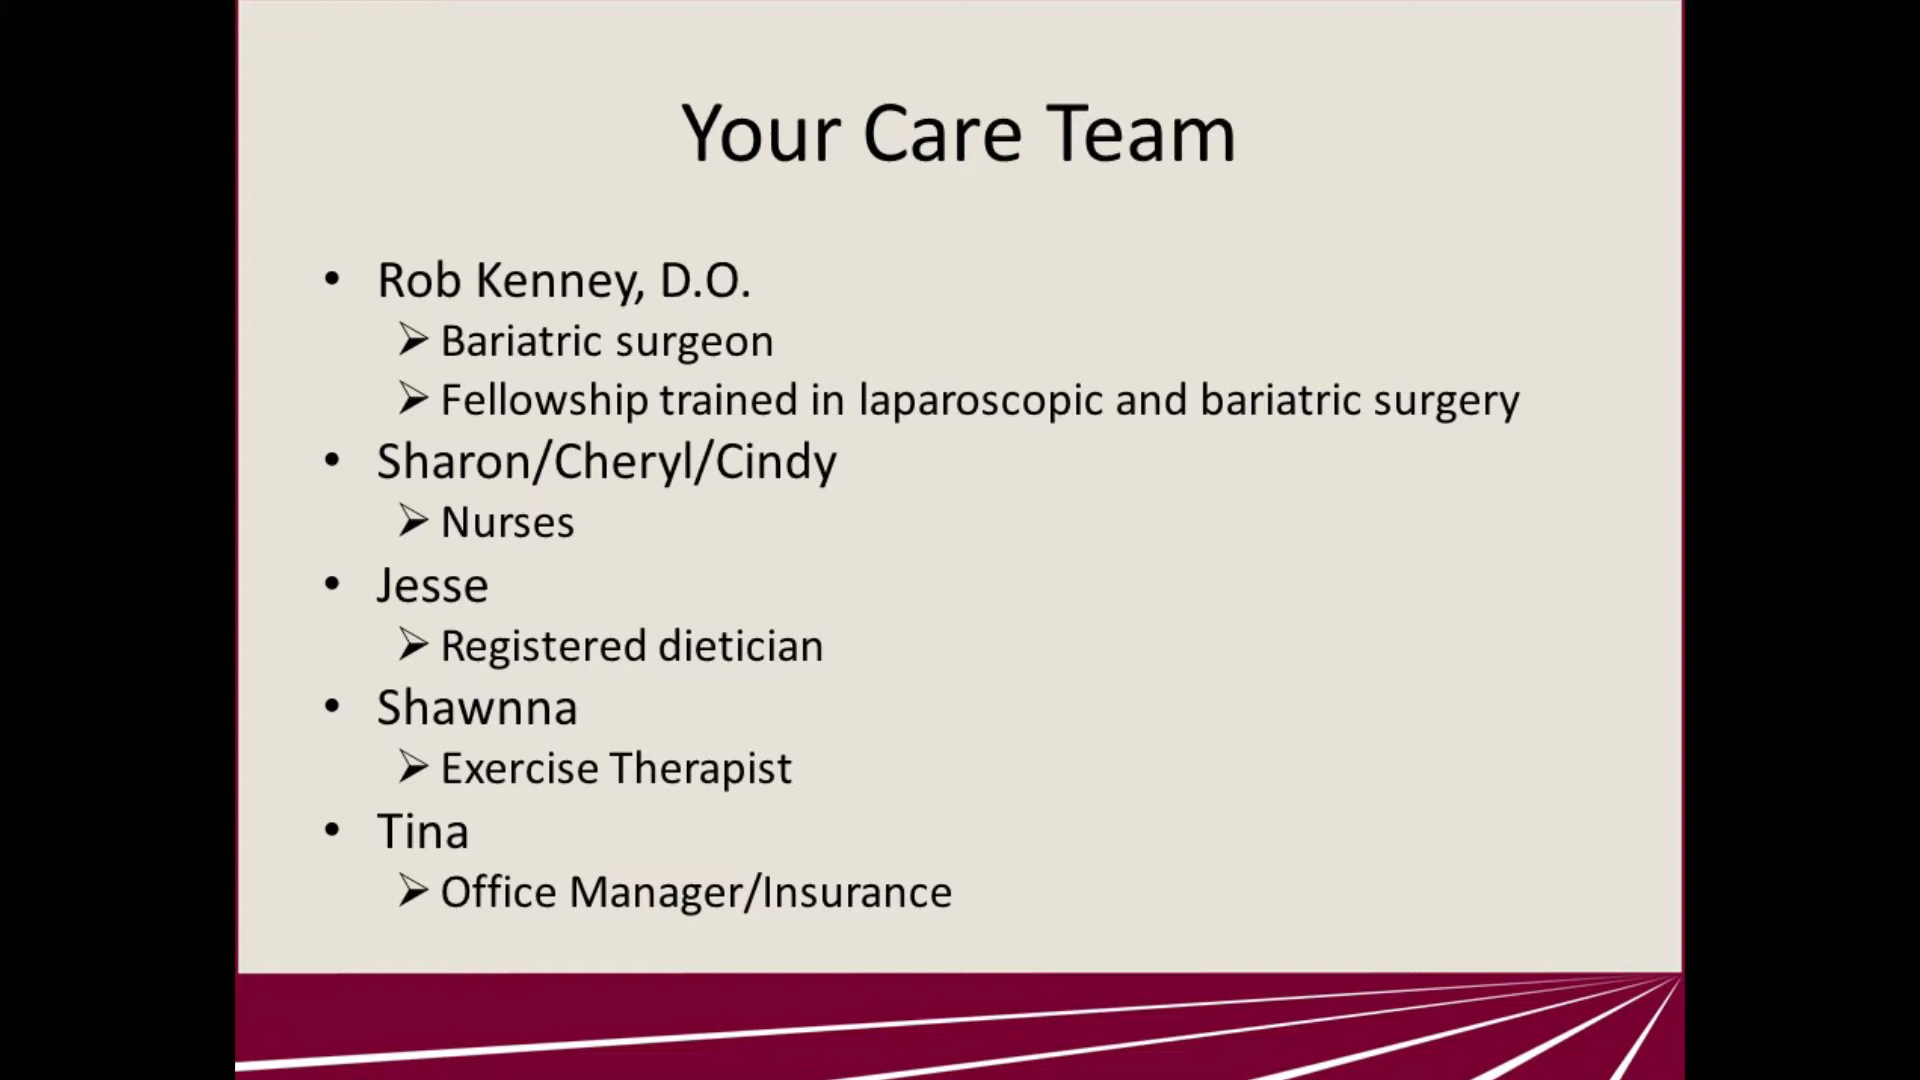 Your Care Team
• Rob Kenney, D.O.
➢ Bariatric surgeon
➢ Fellowship trained in laparoscopic and bariatric surgery
• Sharon/Cheryl/Cindy
➢ Nurses
• Jesse
➢ Registered dietician
• Shawnna
➢ Exercise Therapist
• Tina
➢ Office Manager/Insurance